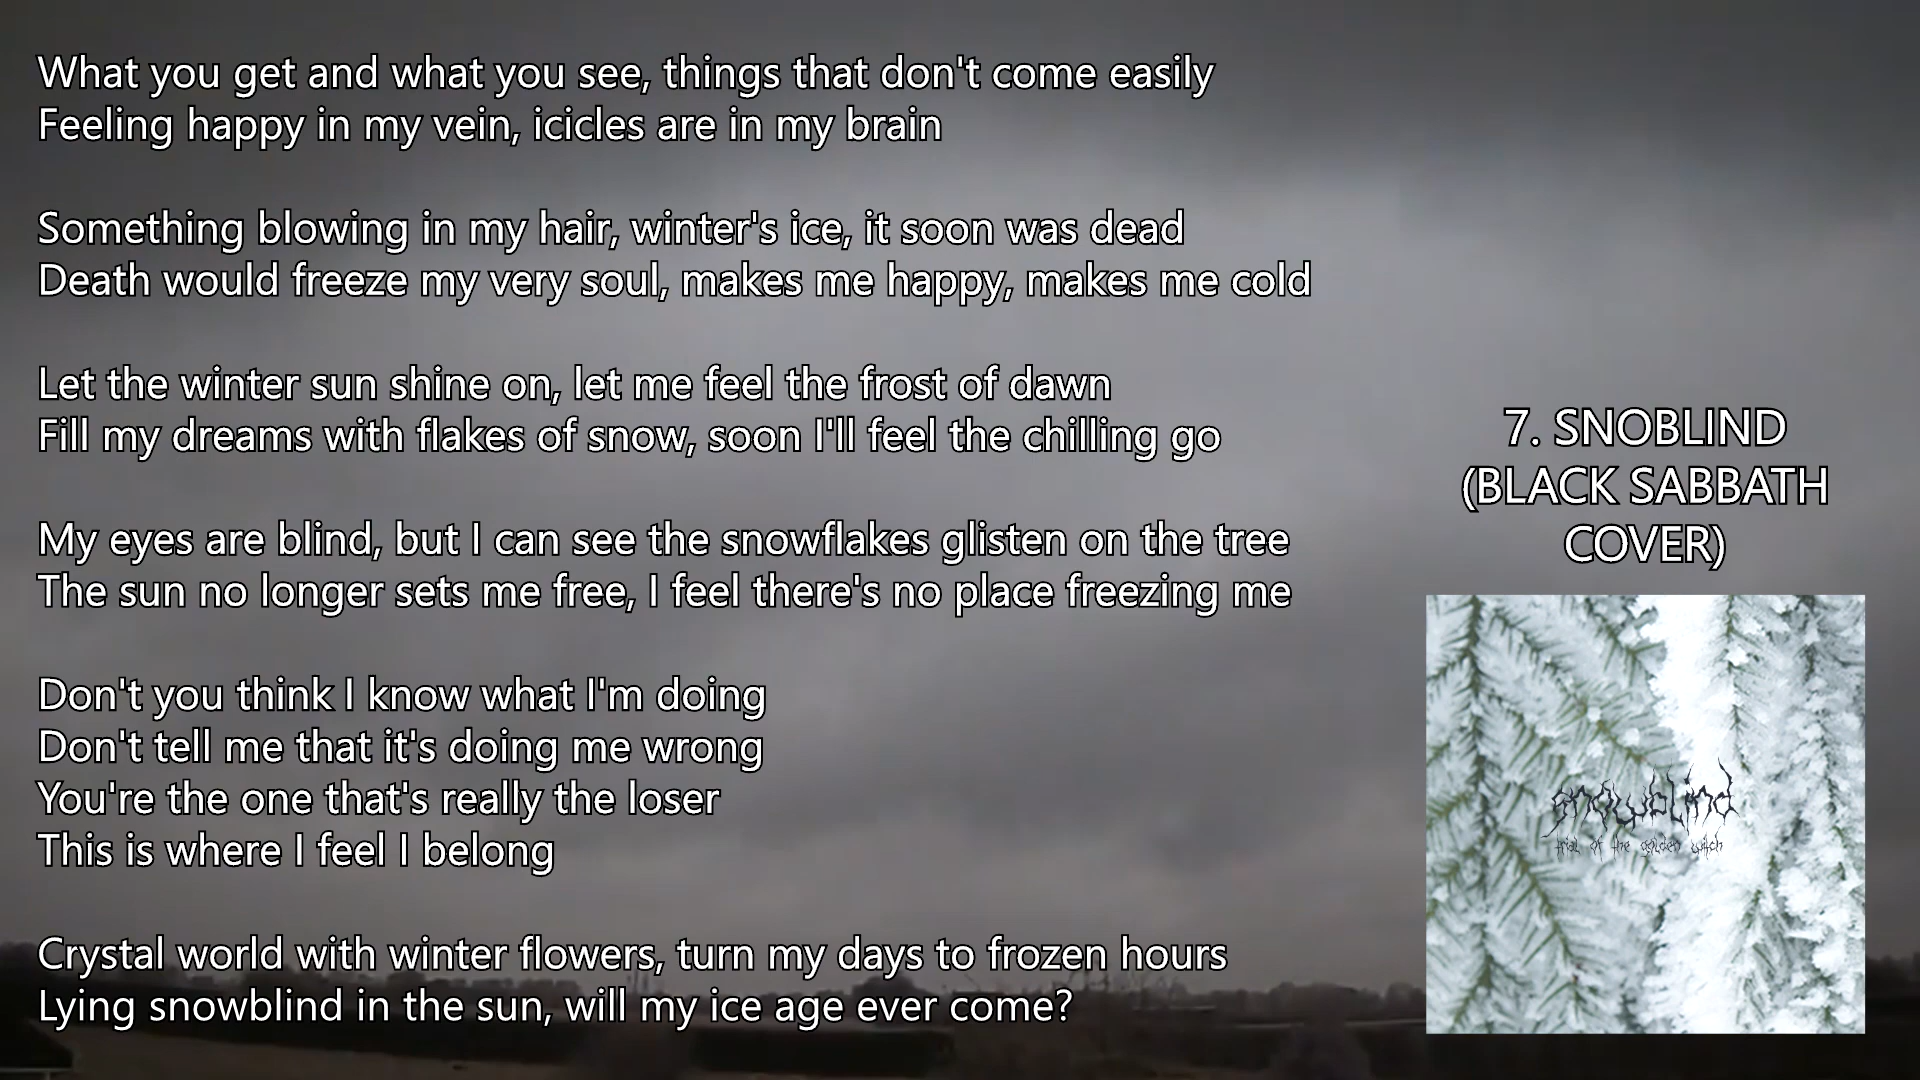 What you get and what you see, things that don't come easily
Feeling happy in my vein, icicles are in my brain
Something blowing in my hair, winter's ice, it soon was dead
Death would freeze my very soul, makes me happy, makes me cold
Let the winter sun shine on, let me feel the frost of dawn
Fill my dreams with flakes of snow, soon I'll feel the chilling go
My eyes are blind, but I can see the snowflakes glisten on the tree
The sun no longer sets me free, I feel there's no place freezing me
Don't you think I know what I'm doing
Don't tell me that it's doing me wrong
You're the one that's really the loser
This is where I feel I belong
Crystal world with winter flowers, turn my days to frozen hours
Lying snowblind in the sun, will my ice age ever come?
7. SNOBLIND
(BLACK SABBATH
COVER)
snowblind
trial of the golden witch